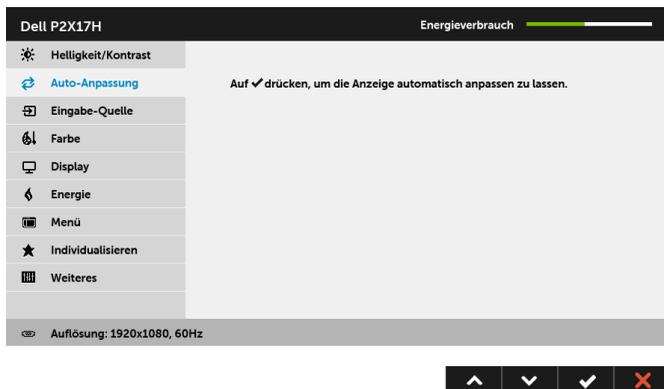 Dell P2X17H
Energieverbrauch
Helligkeit/Kontrast
Auto-Anpassung
Auf ✔ drücken, um die Anzeige automatisch anpassen zu lassen.
Eingabe-Quelle
Farbe
Display
Energie
Menü
Individualisieren
Weiteres
Auflösung: 1920x1080, 60Hz